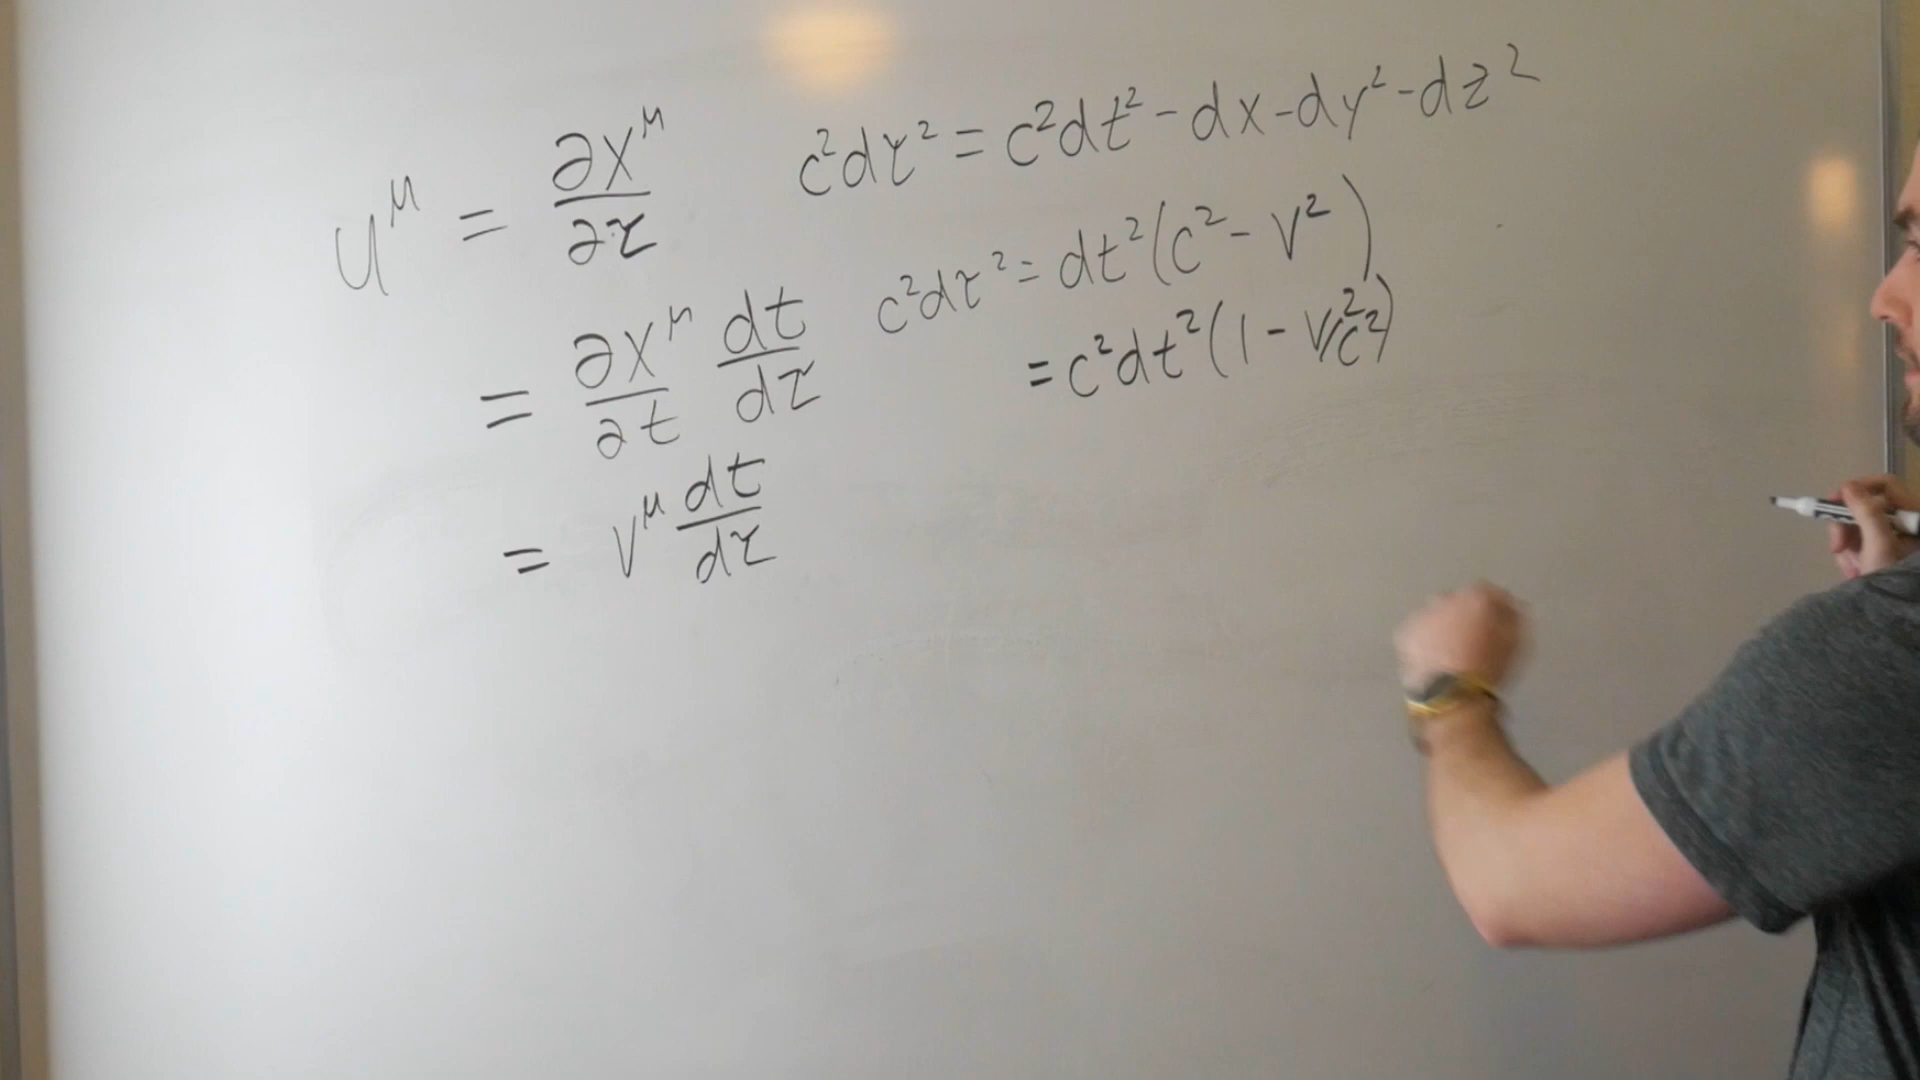 u^μ = ∂x^μ/∂τ
= ∂x^μ/∂t dt/dτ
= v^μ dt/dτ
c²dτ² = c²dt² - dx - dy² - dz²
c²dτ² = dt²(c² - v²)
= c²dt²(1 - v²/c²)